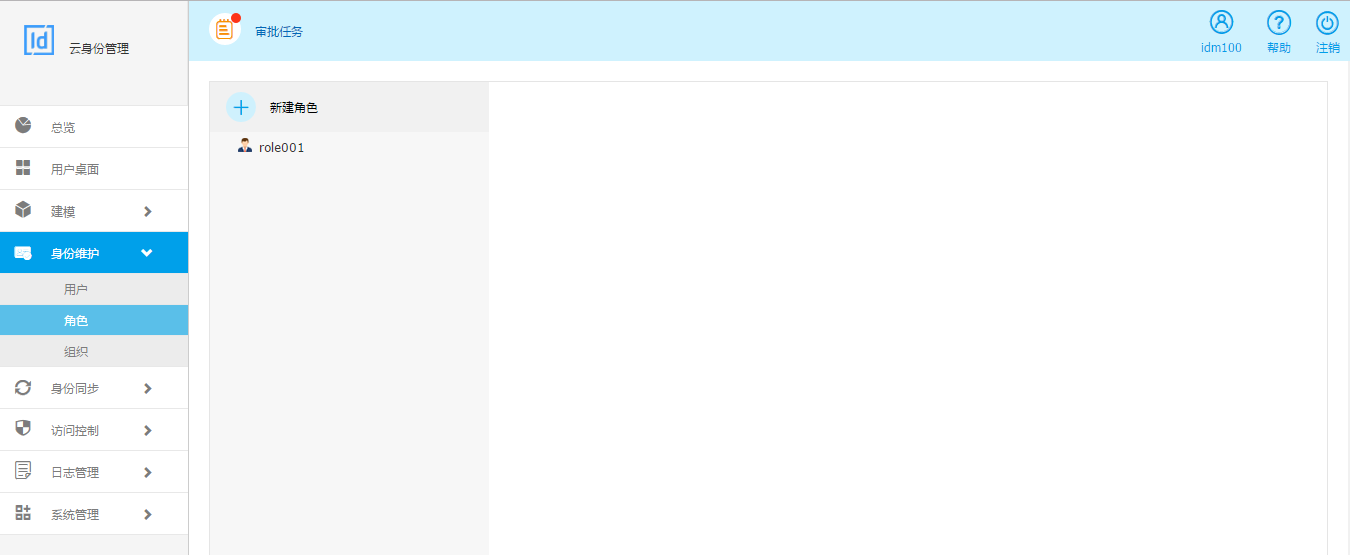 Id
云身份管理
审批任务
idm100
帮助
注销
总览
用户桌面
建模
身份维护
用户
角色
组织
身份同步
访问控制
日志管理
系统管理
新建角色
role001